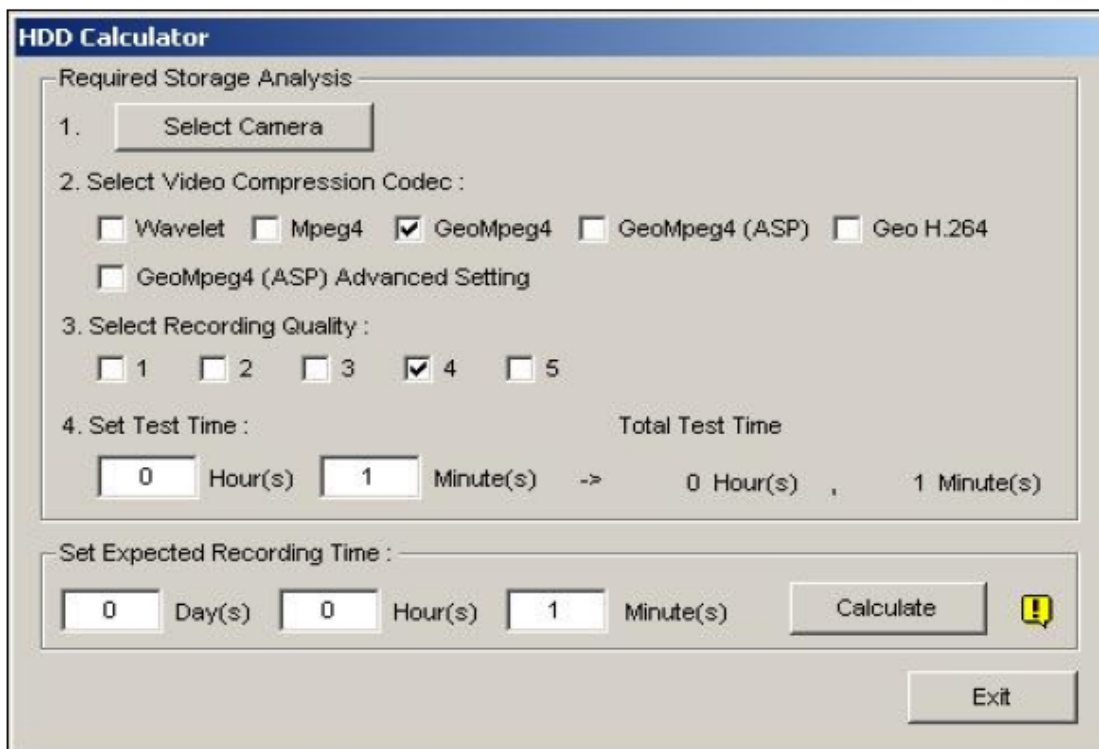 HDD Calculator
Required Storage Analysis
1. Select Camera
2. Select Video Compression Codec :
Wavelet Mpeg4 GeoMpeg4 GeoMpeg4 (ASP) Geo H.264
GeoMpeg4 (ASP) Advanced Setting
3. Select Recording Quality :
1 2 3 4 5
4. Set Test Time : Total Test Time
0 Hour(s) 1 Minute(s) -> 0 Hour(s) , 1 Minute(s)
Set Expected Recording Time :
0 Day(s) 0 Hour(s) 1 Minute(s) Calculate !
Exit